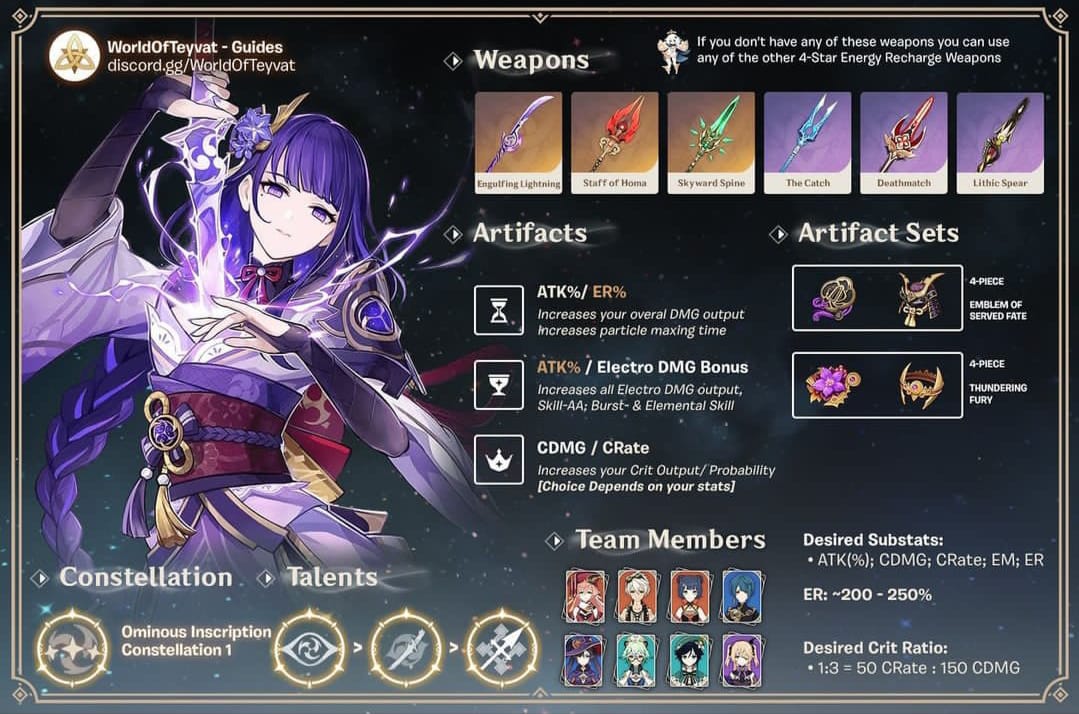 WorldOfTeyvat - Guides
discord.gg/WorldOfTeyvat
Weapons
If you don't have any of these weapons you can use
any of the other 4-Star Energy Recharge Weapons
Engulfing Lightning
Staff of Homa
Skyward Spine
The Catch
Deathmatch
Lithic Spear
Artifacts
ATK%/ ER%
Increases your overal DMG output
Increases particle maxing time
ATK% / Electro DMG Bonus
Increases all Electro DMG output,
Skill-AA; Burst- & Elemental Skill
CDMG / CRate
Increases your Crit Output/ Probability
[Choice Depends on your stats]
Artifact Sets
4-PIECE
EMBLEM OF
SERVED FATE
4-PIECE
THUNDERING
FURY
Constellation
Ominous Inscription
Constellation 1
Talents
>
>
Team Members
Desired Substats:
• ATK(%); CDMG; CRate; EM; ER
ER: ~200 - 250%
Desired Crit Ratio:
• 1:3 = 50 CRate : 150 CDMG